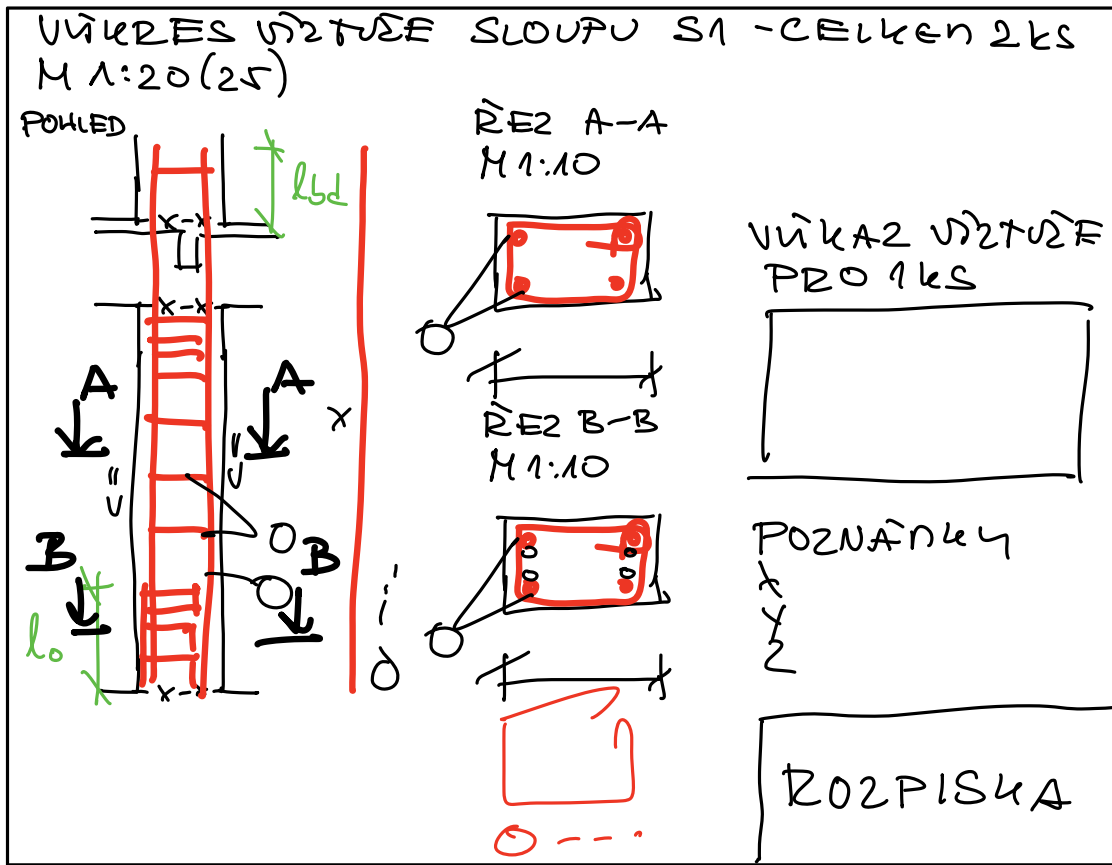 VÝKRES VÝZTUŽE SLOUPU S1 - CELKEM 2KS
M 1:20 (25)
POHLED
lbd
A
A
x
B
B
l0
ŘEZ A-A
M 1:10
ŘEZ B-B
M 1:10
VÝKAZ VÝZTUŽE
PRO 1KS
POZNÁMKY
X
Y
Z
ROZPISKA